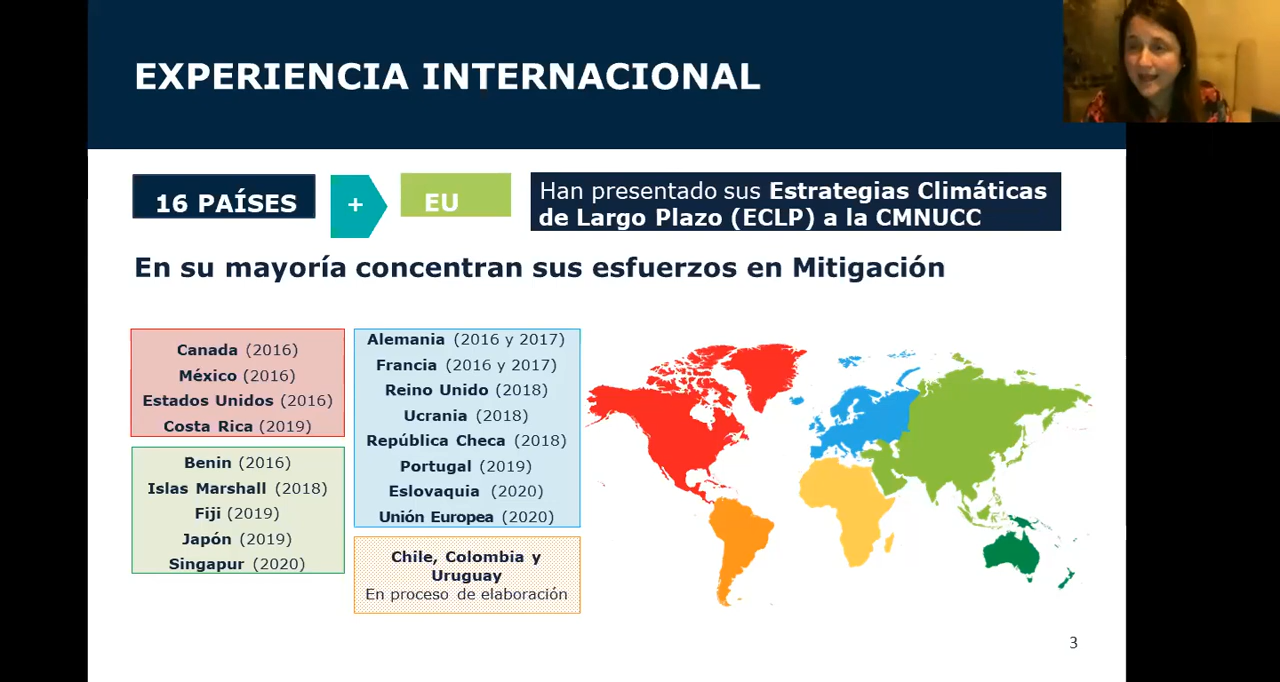 EXPERIENCIA INTERNACIONAL
16 PAÍSES
+
EU
Han presentado sus Estrategias Climáticas
de Largo Plazo (ECLP) a la CMNUCC
En su mayoría concentran sus esfuerzos en Mitigación
Canada (2016)
México (2016)
Estados Unidos (2016)
Costa Rica (2019)
Benin (2016)
Islas Marshall (2018)
Fiji (2019)
Japón (2019)
Singapur (2020)
Alemania (2016 y 2017)
Francia (2016 y 2017)
Reino Unido (2018)
Ucrania (2018)
República Checa (2018)
Portugal (2019)
Eslovaquia (2020)
Unión Europea (2020)
Chile, Colombia y
Uruguay
En proceso de elaboración
3